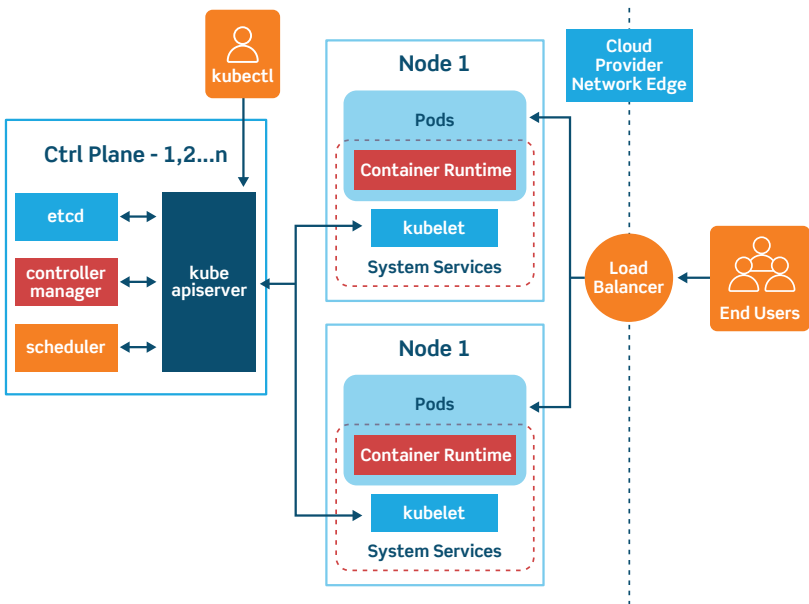 kubectl
Ctrl Plane - 1,2...n
etcd
controller
manager
scheduler
kube
apiserver
Node 1
Pods
Container Runtime
kubelet
System Services
Node 1
Pods
Container Runtime
kubelet
System Services
Cloud
Provider
Network Edge
Load
Balancer
End Users